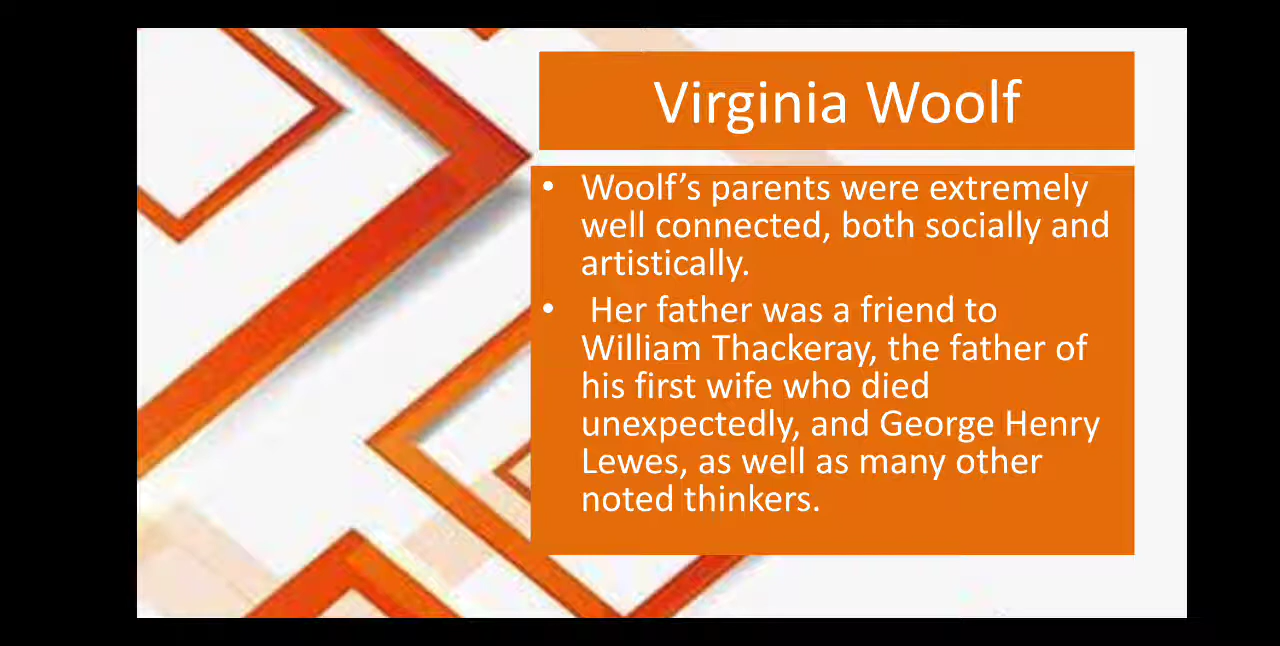 Virginia Woolf
• Woolf’s parents were extremely
well connected, both socially and
artistically.
• Her father was a friend to
William Thackeray, the father of
his first wife who died
unexpectedly, and George Henry
Lewes, as well as many other
noted thinkers.